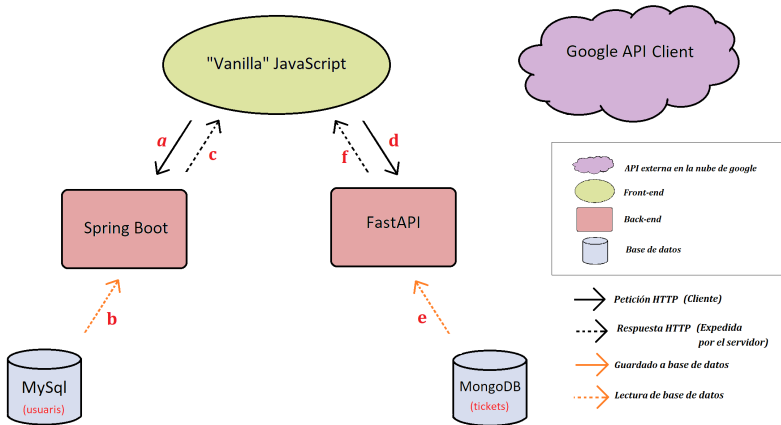 "Vanilla" JavaScript
Google API Client
a
c
f
d
Spring Boot
FastAPI
b
e
MySql
(usuaris)
MongoDB
(tickets)
API externa en la nube de google
Front-end
Back-end
Base de datos
Petición HTTP (Cliente)
Respuesta HTTP (Expedida
por el servidor)
Guardado a base de datos
Lectura de base de datos